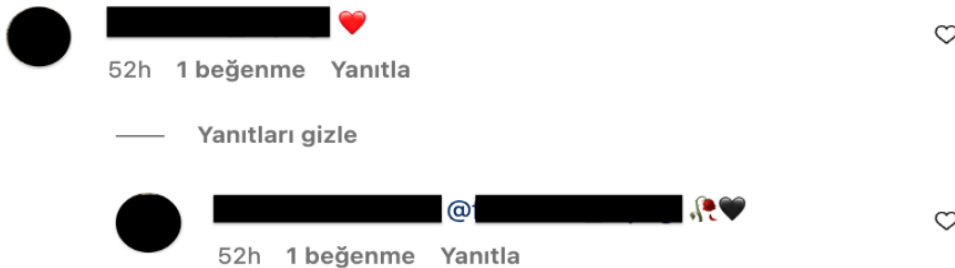 ❤️
52h 1 beğenme Yanıtla
Yanıtları gizle
@ 🥀🖤
52h 1 beğenme Yanıtla